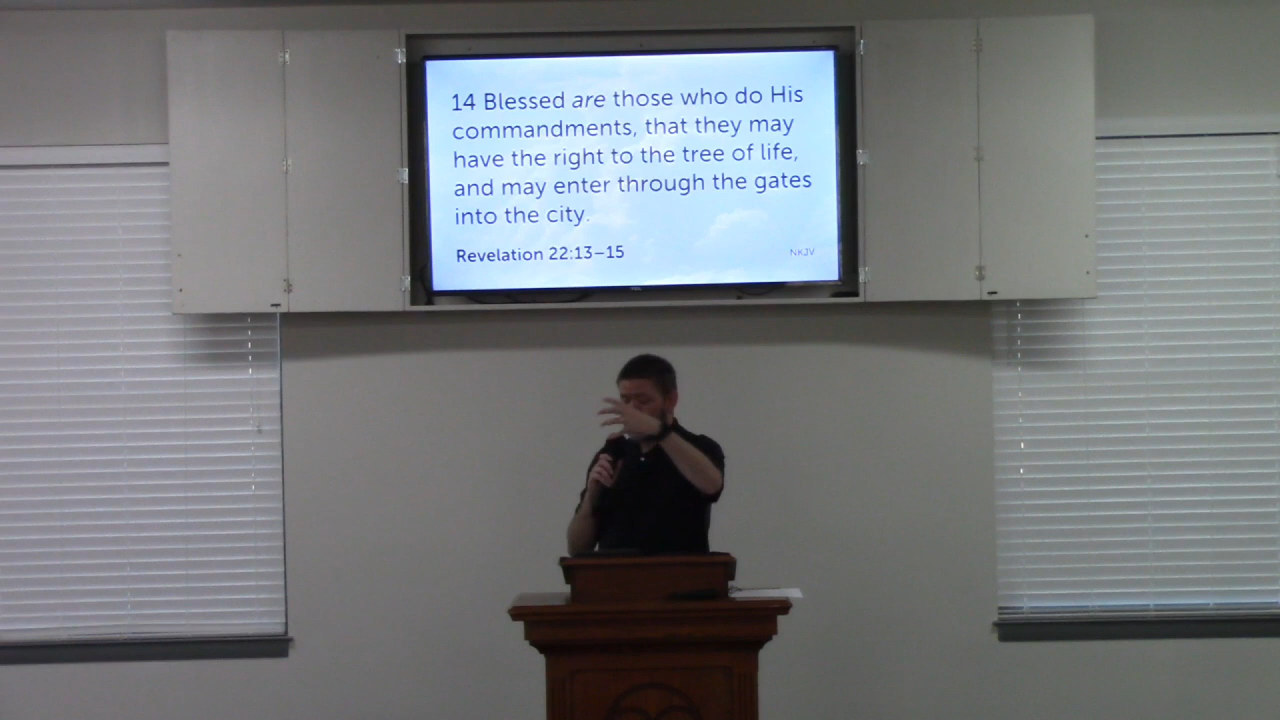 14 Blessed are those who do His
commandments, that they may
have the right to the tree of life,
and may enter through the gates
into the city.
Revelation 22:13–15
NKJV